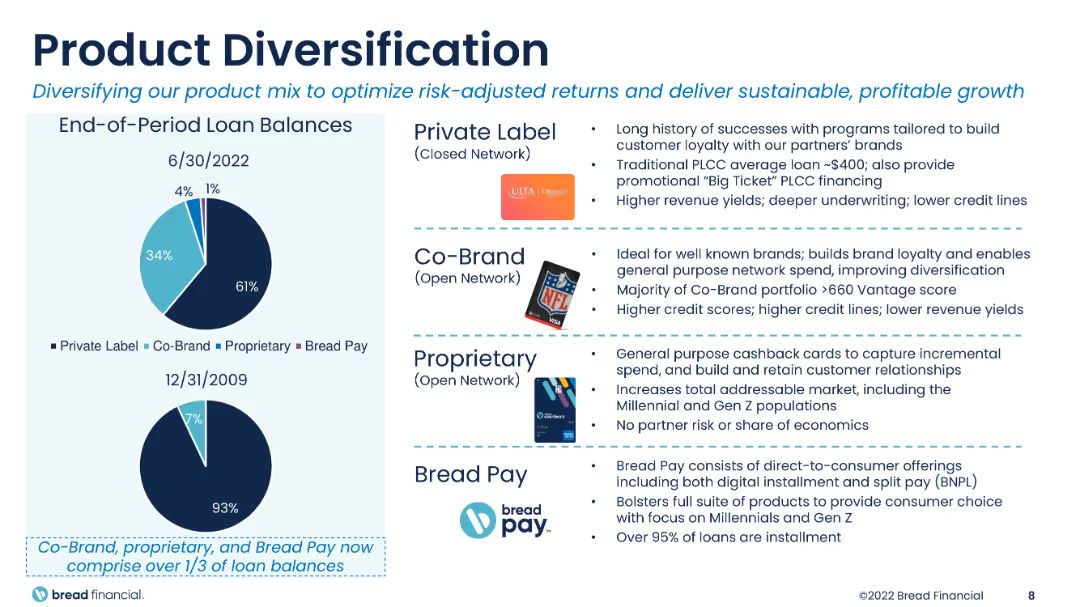 Product Diversification
Diversifying our product mix to optimize risk-adjusted returns and deliver sustainable, profitable growth
End-of-Period Loan Balances
6/30/2022
4%
1%
34%
61%
Private Label
Co-Brand
Proprietary
Bread Pay
12/31/2009
7%
93%
Co-Brand, proprietary, and Bread Pay now
comprise over 1/3 of loan balances
Private Label
(Closed Network)
ULTA
• Long history of successes with programs tailored to build
customer loyalty with our partners' brands
• Traditional PLCC average loan ~$400; also provide
promotional “Big Ticket” PLCC financing
• Higher revenue yields; deeper underwriting; lower credit lines
Co-Brand
(Open Network)
NFL
VISA
• Ideal for well known brands; builds brand loyalty and enables
general purpose network spend, improving diversification
• Majority of Co-Brand portfolio >660 Vantage score
• Higher credit scores; higher credit lines; lower revenue yields
Proprietary
(Open Network)
• General purpose cashback cards to capture incremental
spend, and build and retain customer relationships
• Increases total addressable market, including the
Millennial and Gen Z populations
• No partner risk or share of economics
Bread Pay
bread
pay™
• Bread Pay consists of direct-to-consumer offerings
including both digital installment and split pay (BNPL)
• Bolsters full suite of products to provide consumer choice
with focus on Millennials and Gen Z
• Over 95% of loans are installment
bread financial.
©2022 Bread Financial
8